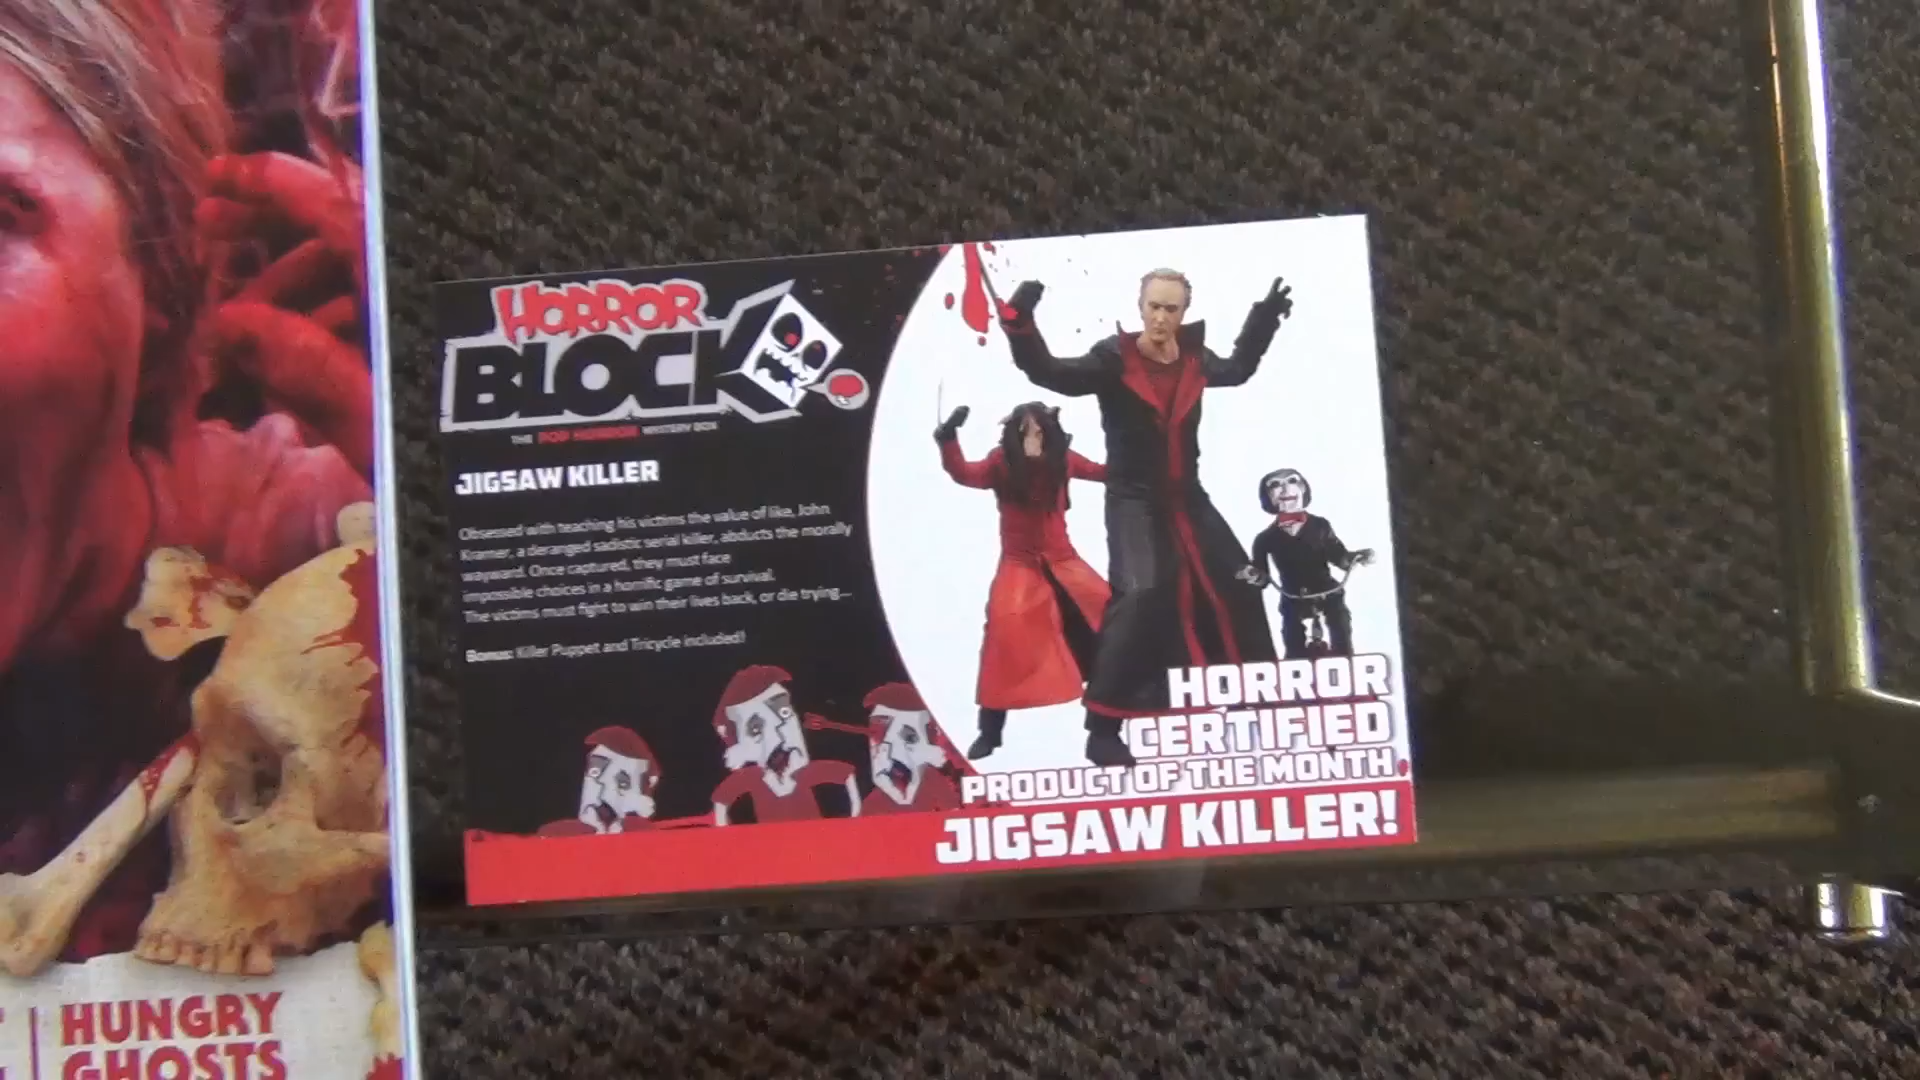 HORROR
BLOCK
THE POP HORROR MYSTERY BOX
JIGSAW KILLER
Obsessed with teaching his victims the value of like, John
Kramer, a deranged sadistic serial killer, abducts the morally
wayward. Once captured, they must face
impossible choices in a horrific game of survival.
The victims must fight to win their lives back, or die trying...
Bonus: Killer Puppet and Tricycle included!
HORROR
CERTIFIED
PRODUCT OF THE MONTH
JIGSAW KILLER!
HUNGRY
GHOSTS